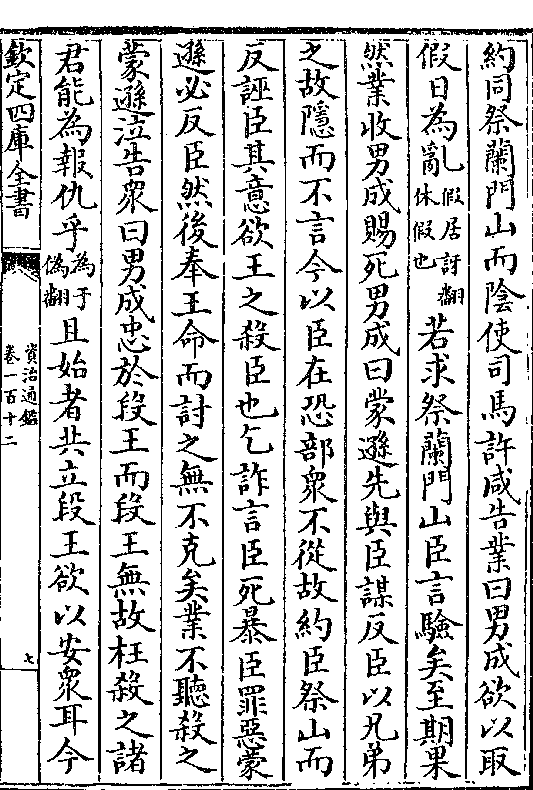 約同祭蘭門山而陰使司馬許咸告業曰男成欲以取
假日為亂假居訝翻休假也若求祭蘭門山臣言驗矣至期果
然業收男成賜死男成曰蒙遜先與臣謀反臣以兄弟
之故隱而不言今以臣在恐部衆不從故約臣祭山而
反誣臣其意欲王之殺臣也乞詐言臣死暴臣罪惡蒙
遜必反臣然後奉王命而討之無不克矣業不聽殺之
蒙遜泣告衆曰男成忠於段王而段王無故枉殺之諸
君能為報仇乎為于偽翻且始者共立段王欲以安衆耳今
欽定四庫全書
資治通鑑
卷一百十二
七